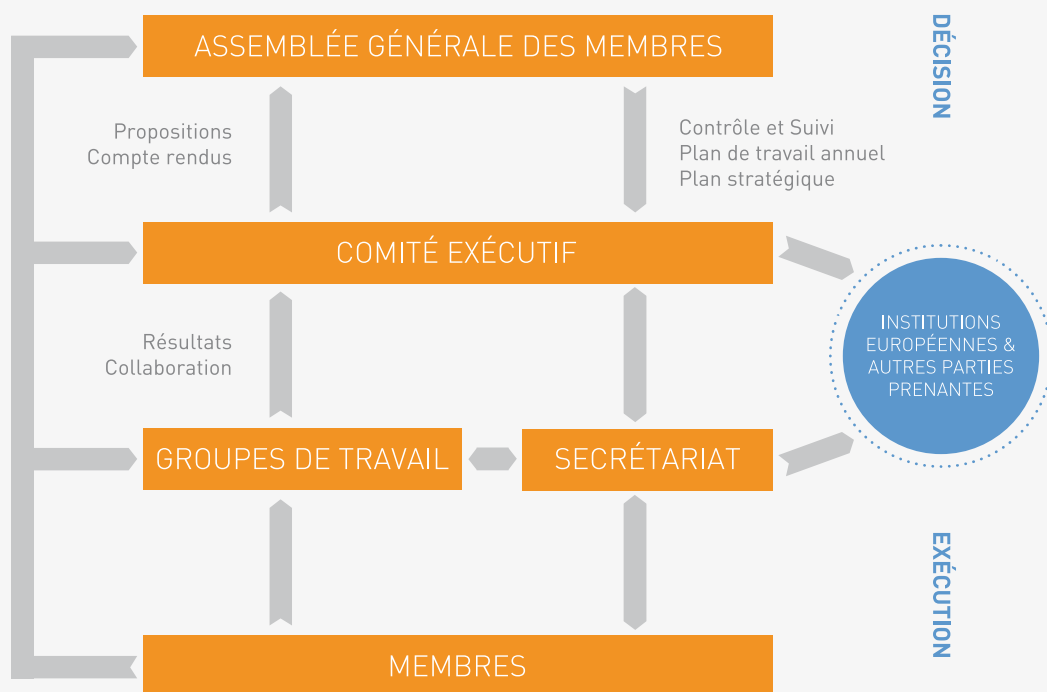 ASSEMBLÉE GÉNÉRALE DES MEMBRES
DÉCISION
Propositions
Compte rendus
Contrôle et Suivi
Plan de travail annuel
Plan stratégique
COMITÉ EXÉCUTIF
INSTITUTIONS
EUROPÉENNES &
AUTRES PARTIES
PRENANTES
Résultats
Collaboration
GROUPES DE TRAVAIL
SECRÉTARIAT
EXÉCUTION
MEMBRES